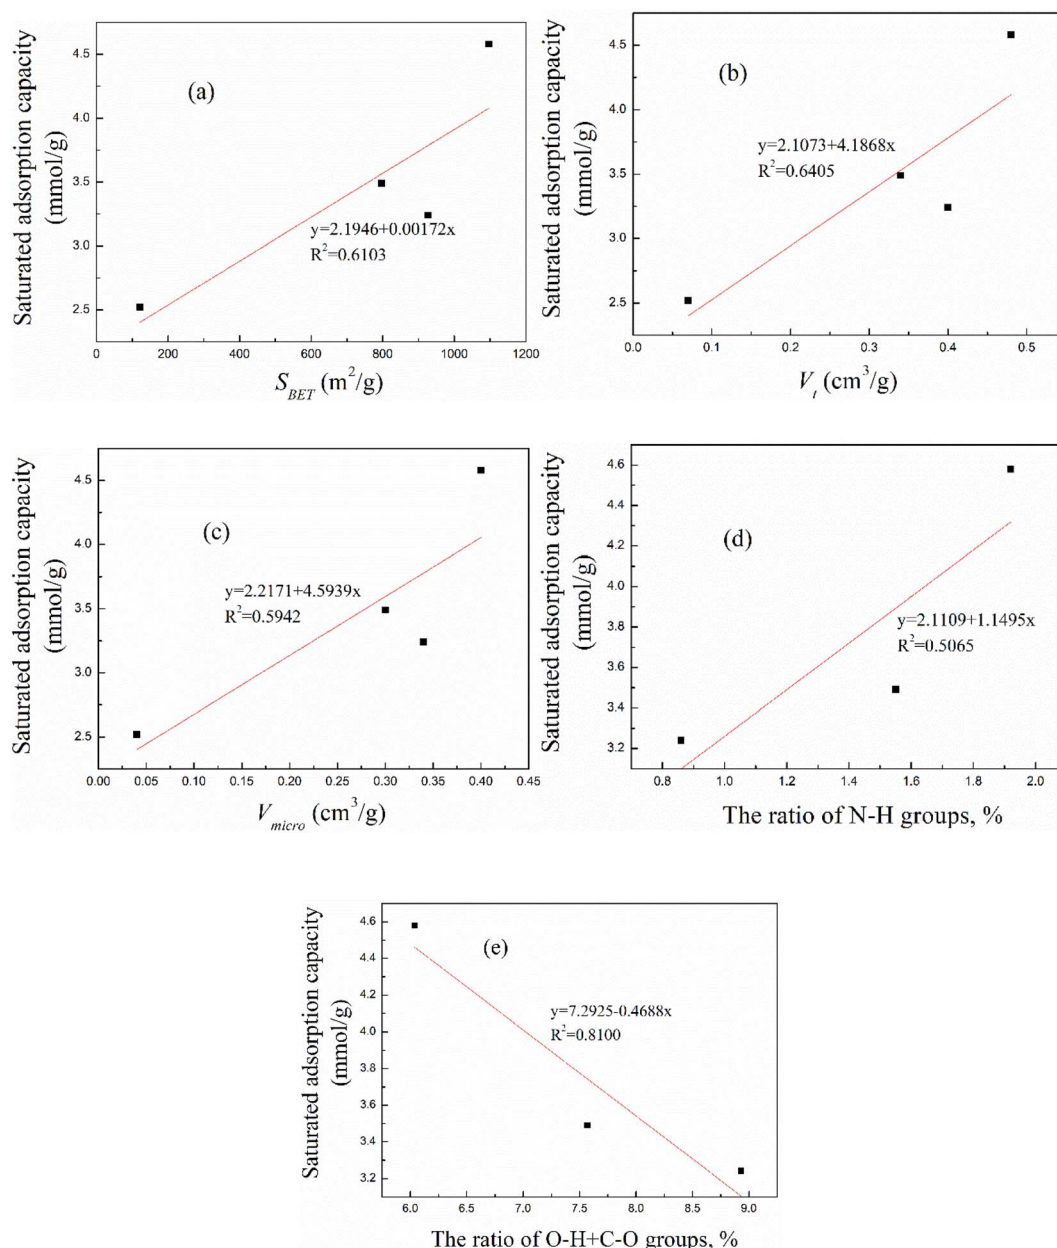 Saturated adsorption capacity
(mmol/g)
4.5
4.0
3.5
3.0
2.5
(a)
y=2.1946+0.00172x
R²=0.6103
0 200 400 600 800 1000 1200
S_BET (m²/g)
Saturated adsorption capacity
(mmol/g)
4.5
4.0
3.5
3.0
2.5
(b)
y=2.1073+4.1868x
R²=0.6405
0.0 0.1 0.2 0.3 0.4 0.5
V_t (cm³/g)
Saturated adsorption capacity
(mmol/g)
4.5
4.0
3.5
3.0
2.5
(c)
y=2.2171+4.5939x
R²=0.5942
0.00 0.05 0.10 0.15 0.20 0.25 0.30 0.35 0.40 0.45
V_micro (cm³/g)
Saturated adsorption capacity
(mmol/g)
4.6
4.4
4.2
4.0
3.8
3.6
3.4
3.2
(d)
y=2.1109+1.1495x
R²=0.5065
0.8 1.0 1.2 1.4 1.6 1.8 2.0
The ratio of N-H groups, %
Saturated adsorption capacity
(mmol/g)
4.6
4.4
4.2
4.0
3.8
3.6
3.4
3.2
(e)
y=7.2925-0.4688x
R²=0.8100
6.0 6.5 7.0 7.5 8.0 8.5 9.0
The ratio of O-H+C-O groups, %